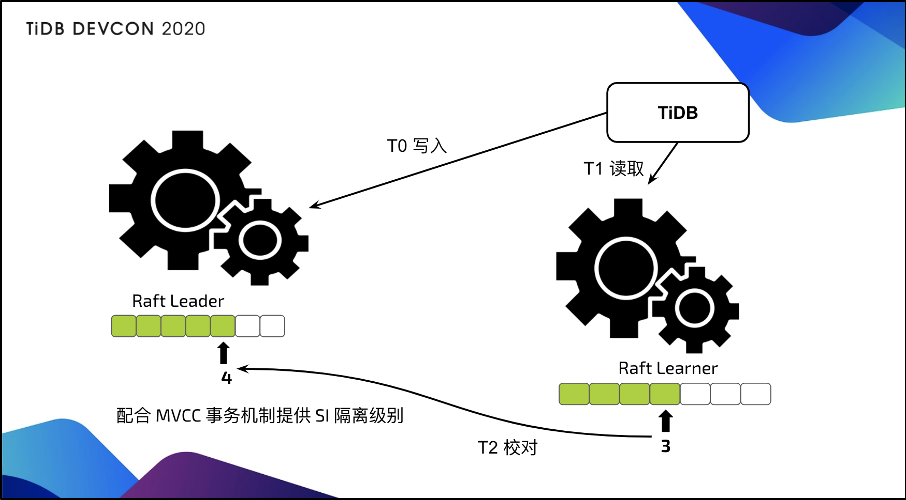 TiDB DEVCON 2020
TiDB
T0 写入
T1 读取
Raft Leader
4
Raft Learner
3
配合 MVCC 事务机制提供 SI 隔离级别
T2 校对